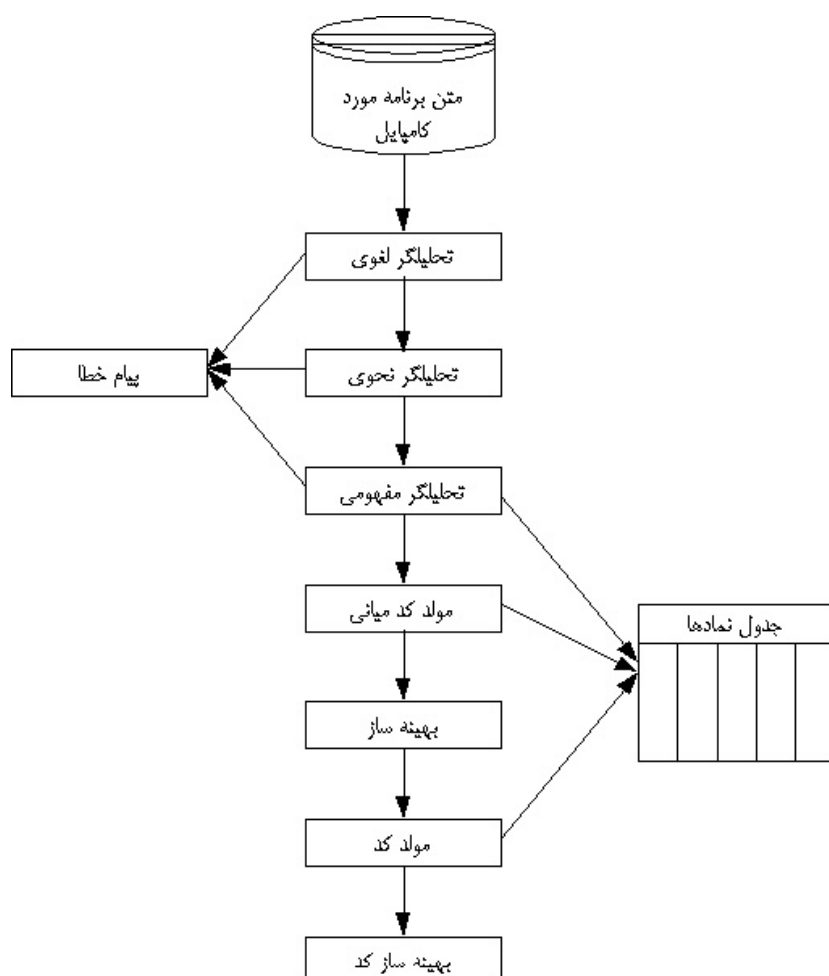 متن برنامه مورد
کامپایل
تحلیلگر لغوی
تحلیلگر نحوی
پیام خطا
تحلیلگر مفهومی
مولد کد میانی
جدول نمادها
بهینه ساز
مولد کد
بهینه ساز کد